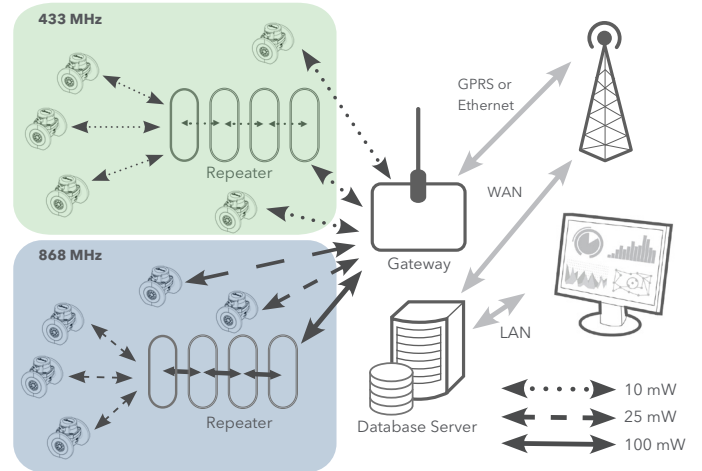 433 MHz
Repeater
868 MHz
Repeater
GPRS or
Ethernet
WAN
Gateway
LAN
Database Server
10 mW
25 mW
100 mW